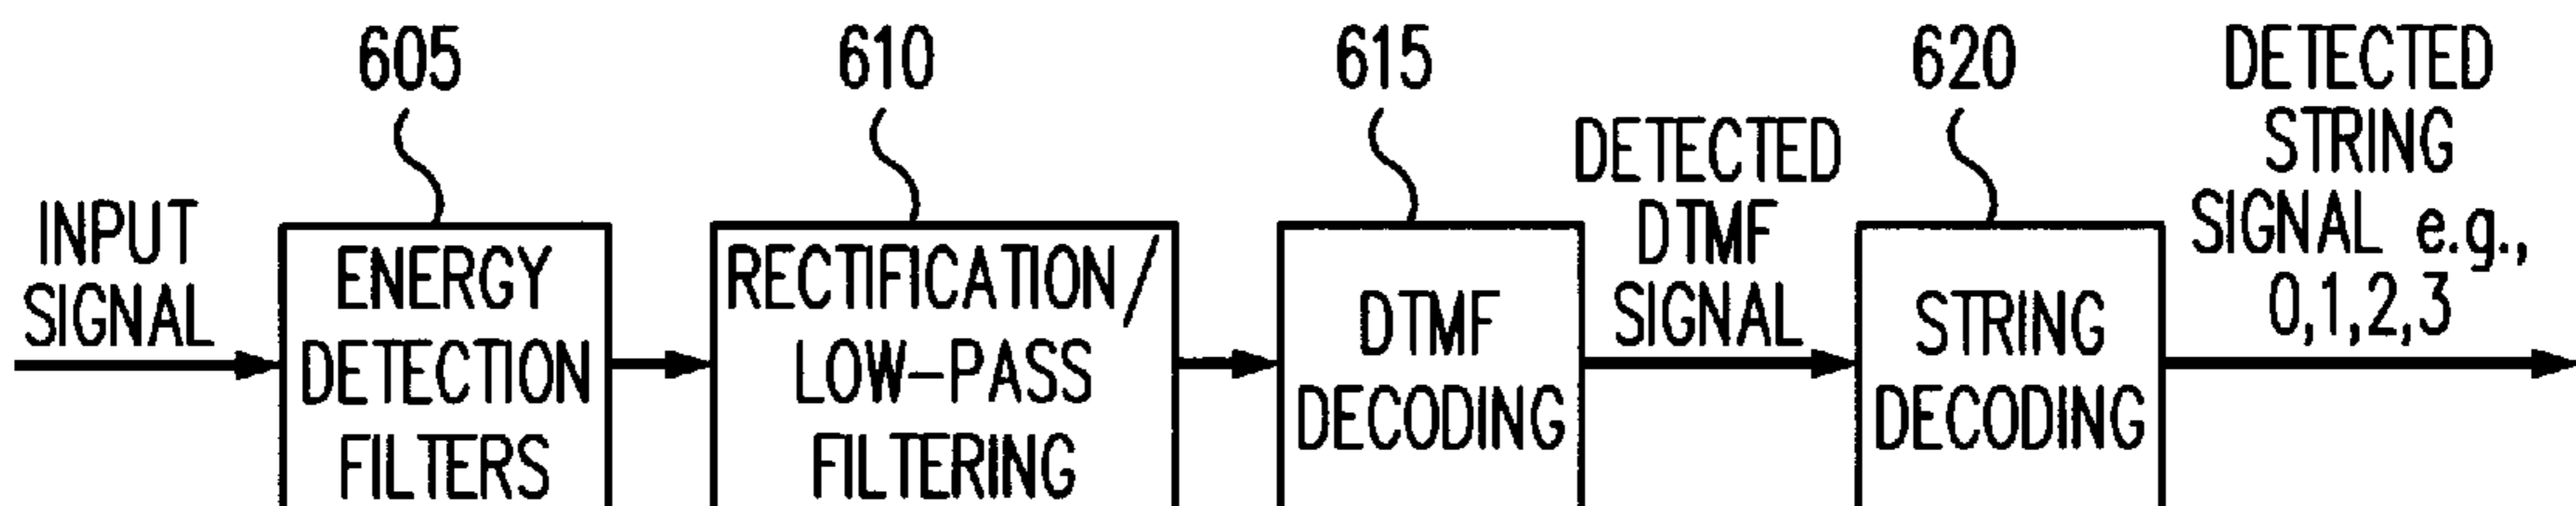 605
610
615
620
INPUT
SIGNAL
ENERGY
DETECTION
FILTERS
RECTIFICATION/
LOW-PASS
FILTERING
DTMF
DECODING
DETECTED
DTMF
SIGNAL
STRING
DECODING
DETECTED
STRING
SIGNAL e.g.,
0,1,2,3